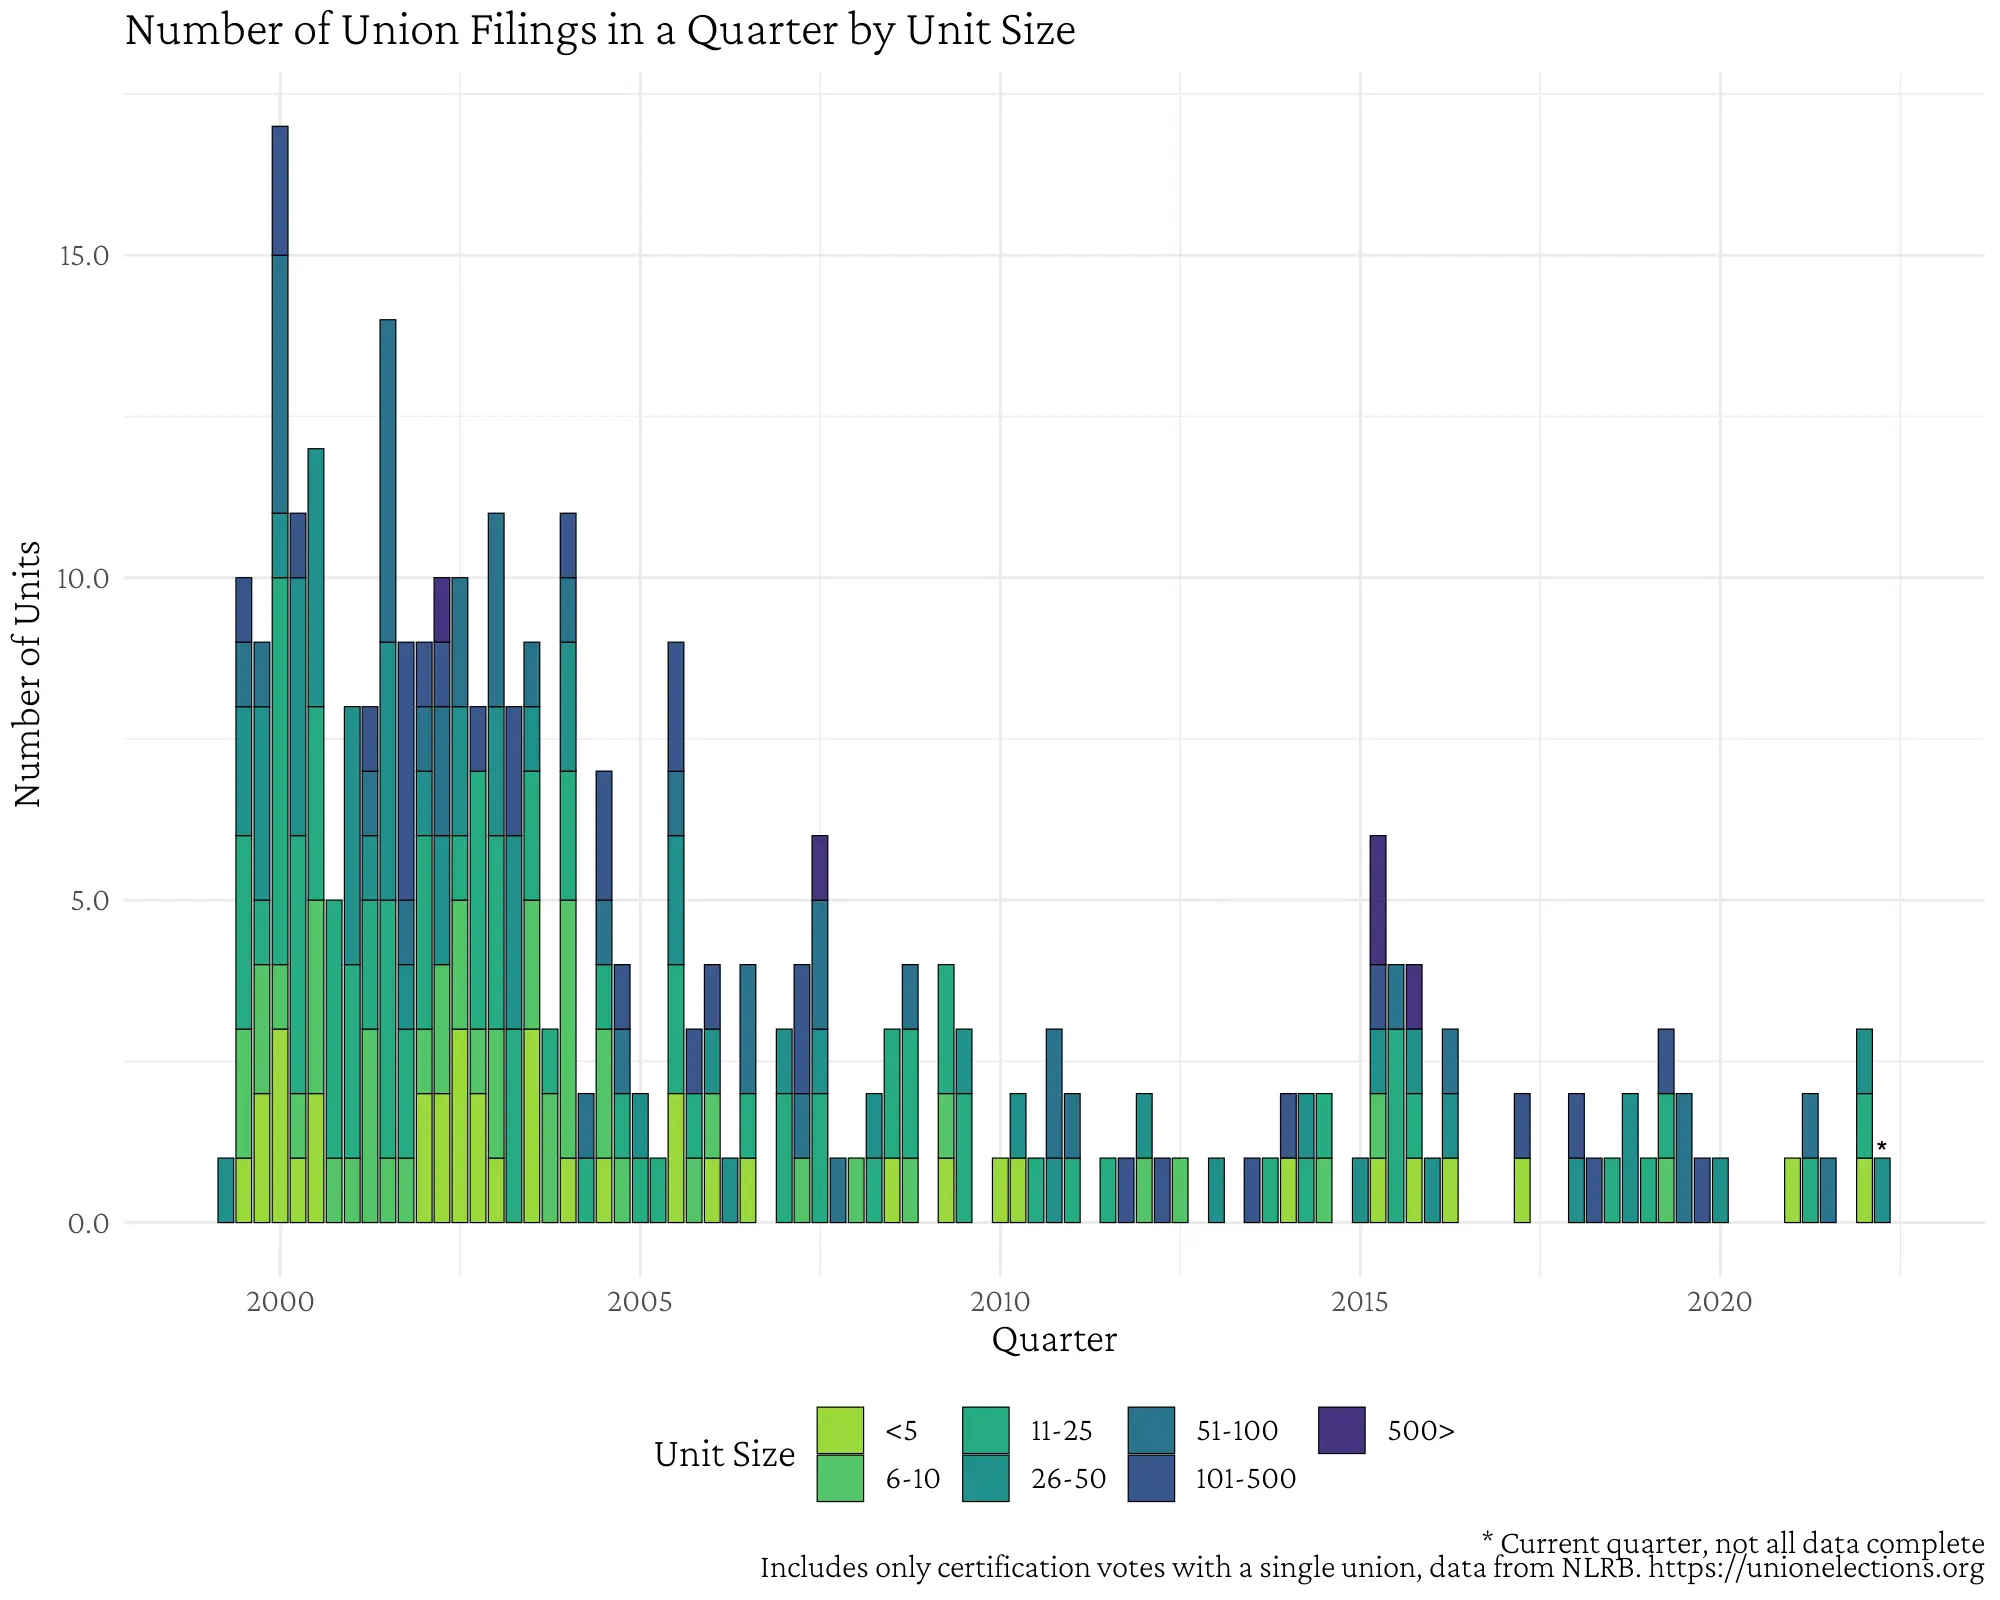 Number of Union Filings in a Quarter by Unit Size
Number of Units
15.0
10.0
5.0
0.0
*
2000 2005 2010 2015 2020
Quarter
Unit Size
<5 11-25 51-100 500>
6-10 26-50 101-500
* Current quarter, not all data complete
Includes only certification votes with a single union, data from NLRB. https://unionelections.org